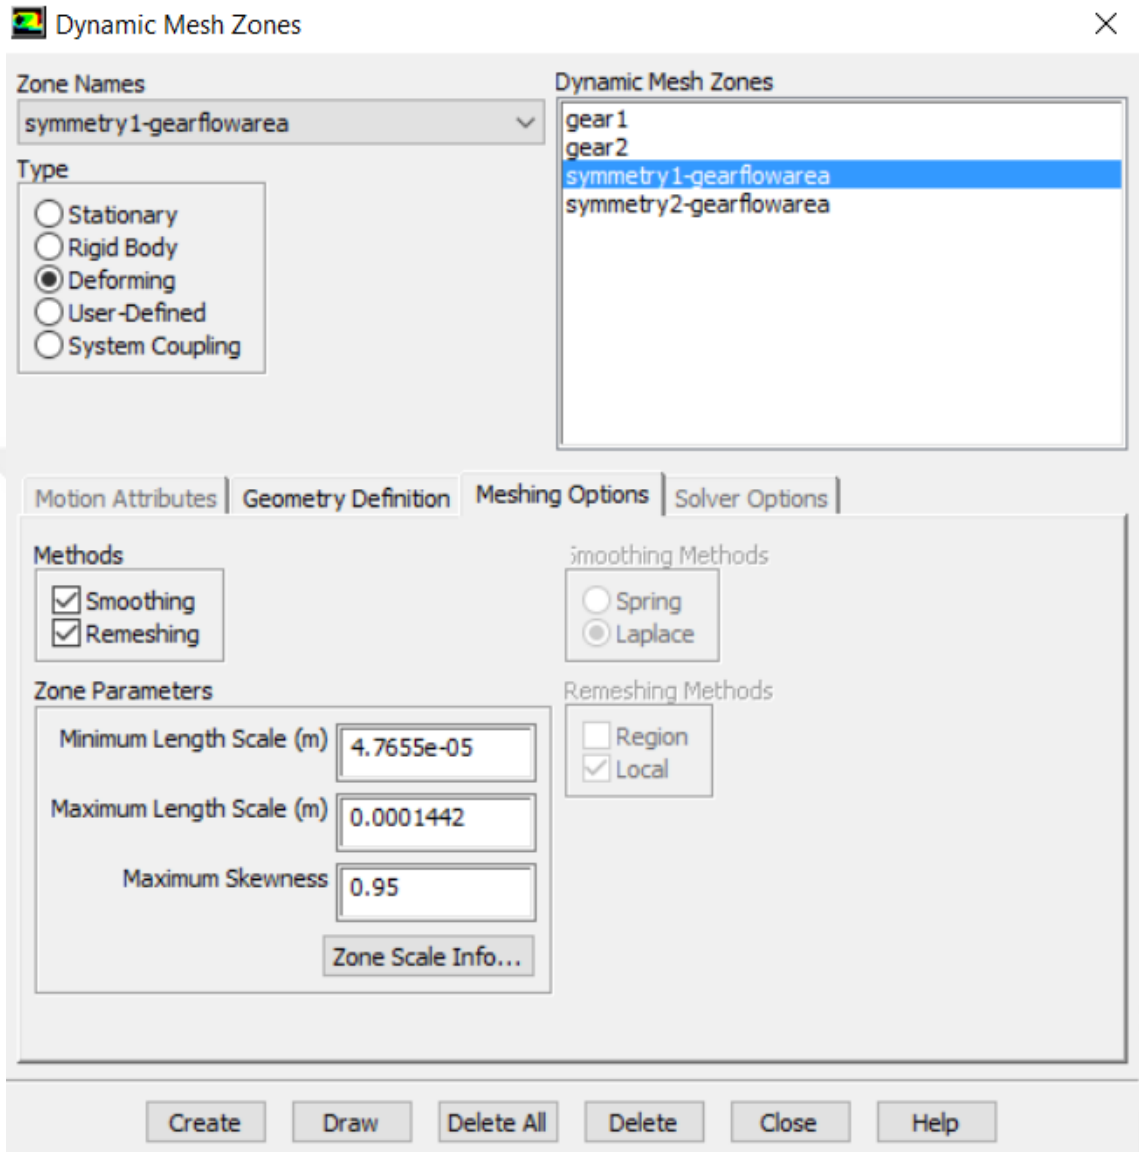 Dynamic Mesh Zones
Zone Names
Dynamic Mesh Zones
symmetry1-gearflowarea
gear1
gear2
symmetry1-gearflowarea
symmetry2-gearflowarea
Type
Stationary
Rigid Body
Deforming
User-Defined
System Coupling
Motion Attributes
Geometry Definition
Meshing Options
Solver Options
Methods
Smoothing
Remeshing
Smoothing Methods
Spring
Laplace
Zone Parameters
Minimum Length Scale (m)
4.7655e-05
Maximum Length Scale (m)
0.0001442
Maximum Skewness
0.95
Zone Scale Info...
Remeshing Methods
Region
Local
Create
Draw
Delete All
Delete
Close
Help